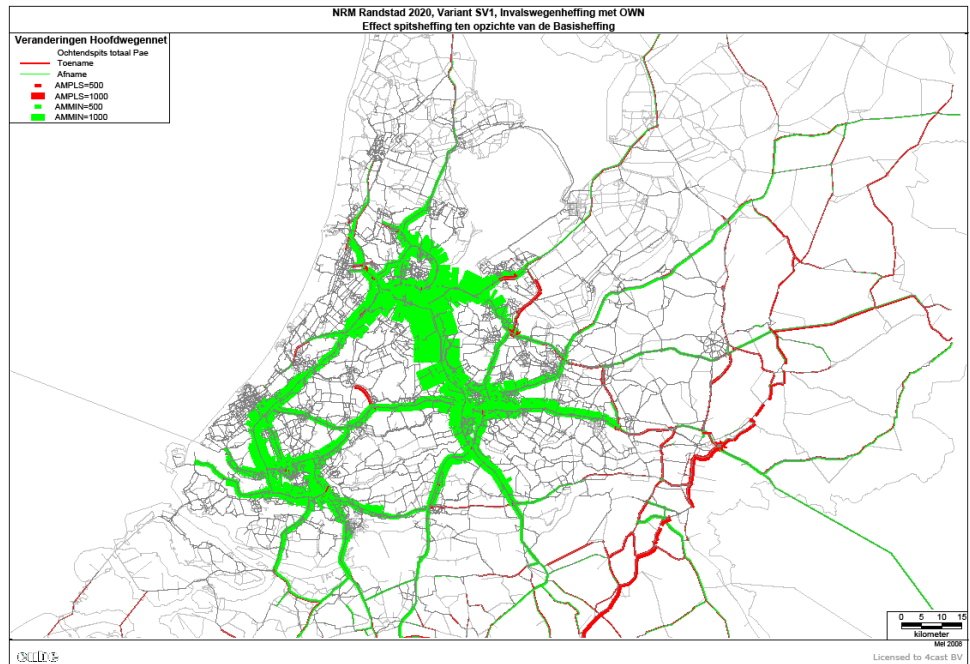 NRM Randstad 2020, Variant SV1, Invalswegenheffing met OWN
Effect spitsheffing ten opzichte van de Basisheffing
Veranderingen Hoofdwegennet
Ochtendspits totaal Pae
Toename
Afname
AMPLS=500
AMPLS=1000
AMMIN=500
AMMIN=1000
0 5 10 15
kilometer
Mei 2008
cube
Licensed to 4cast BV